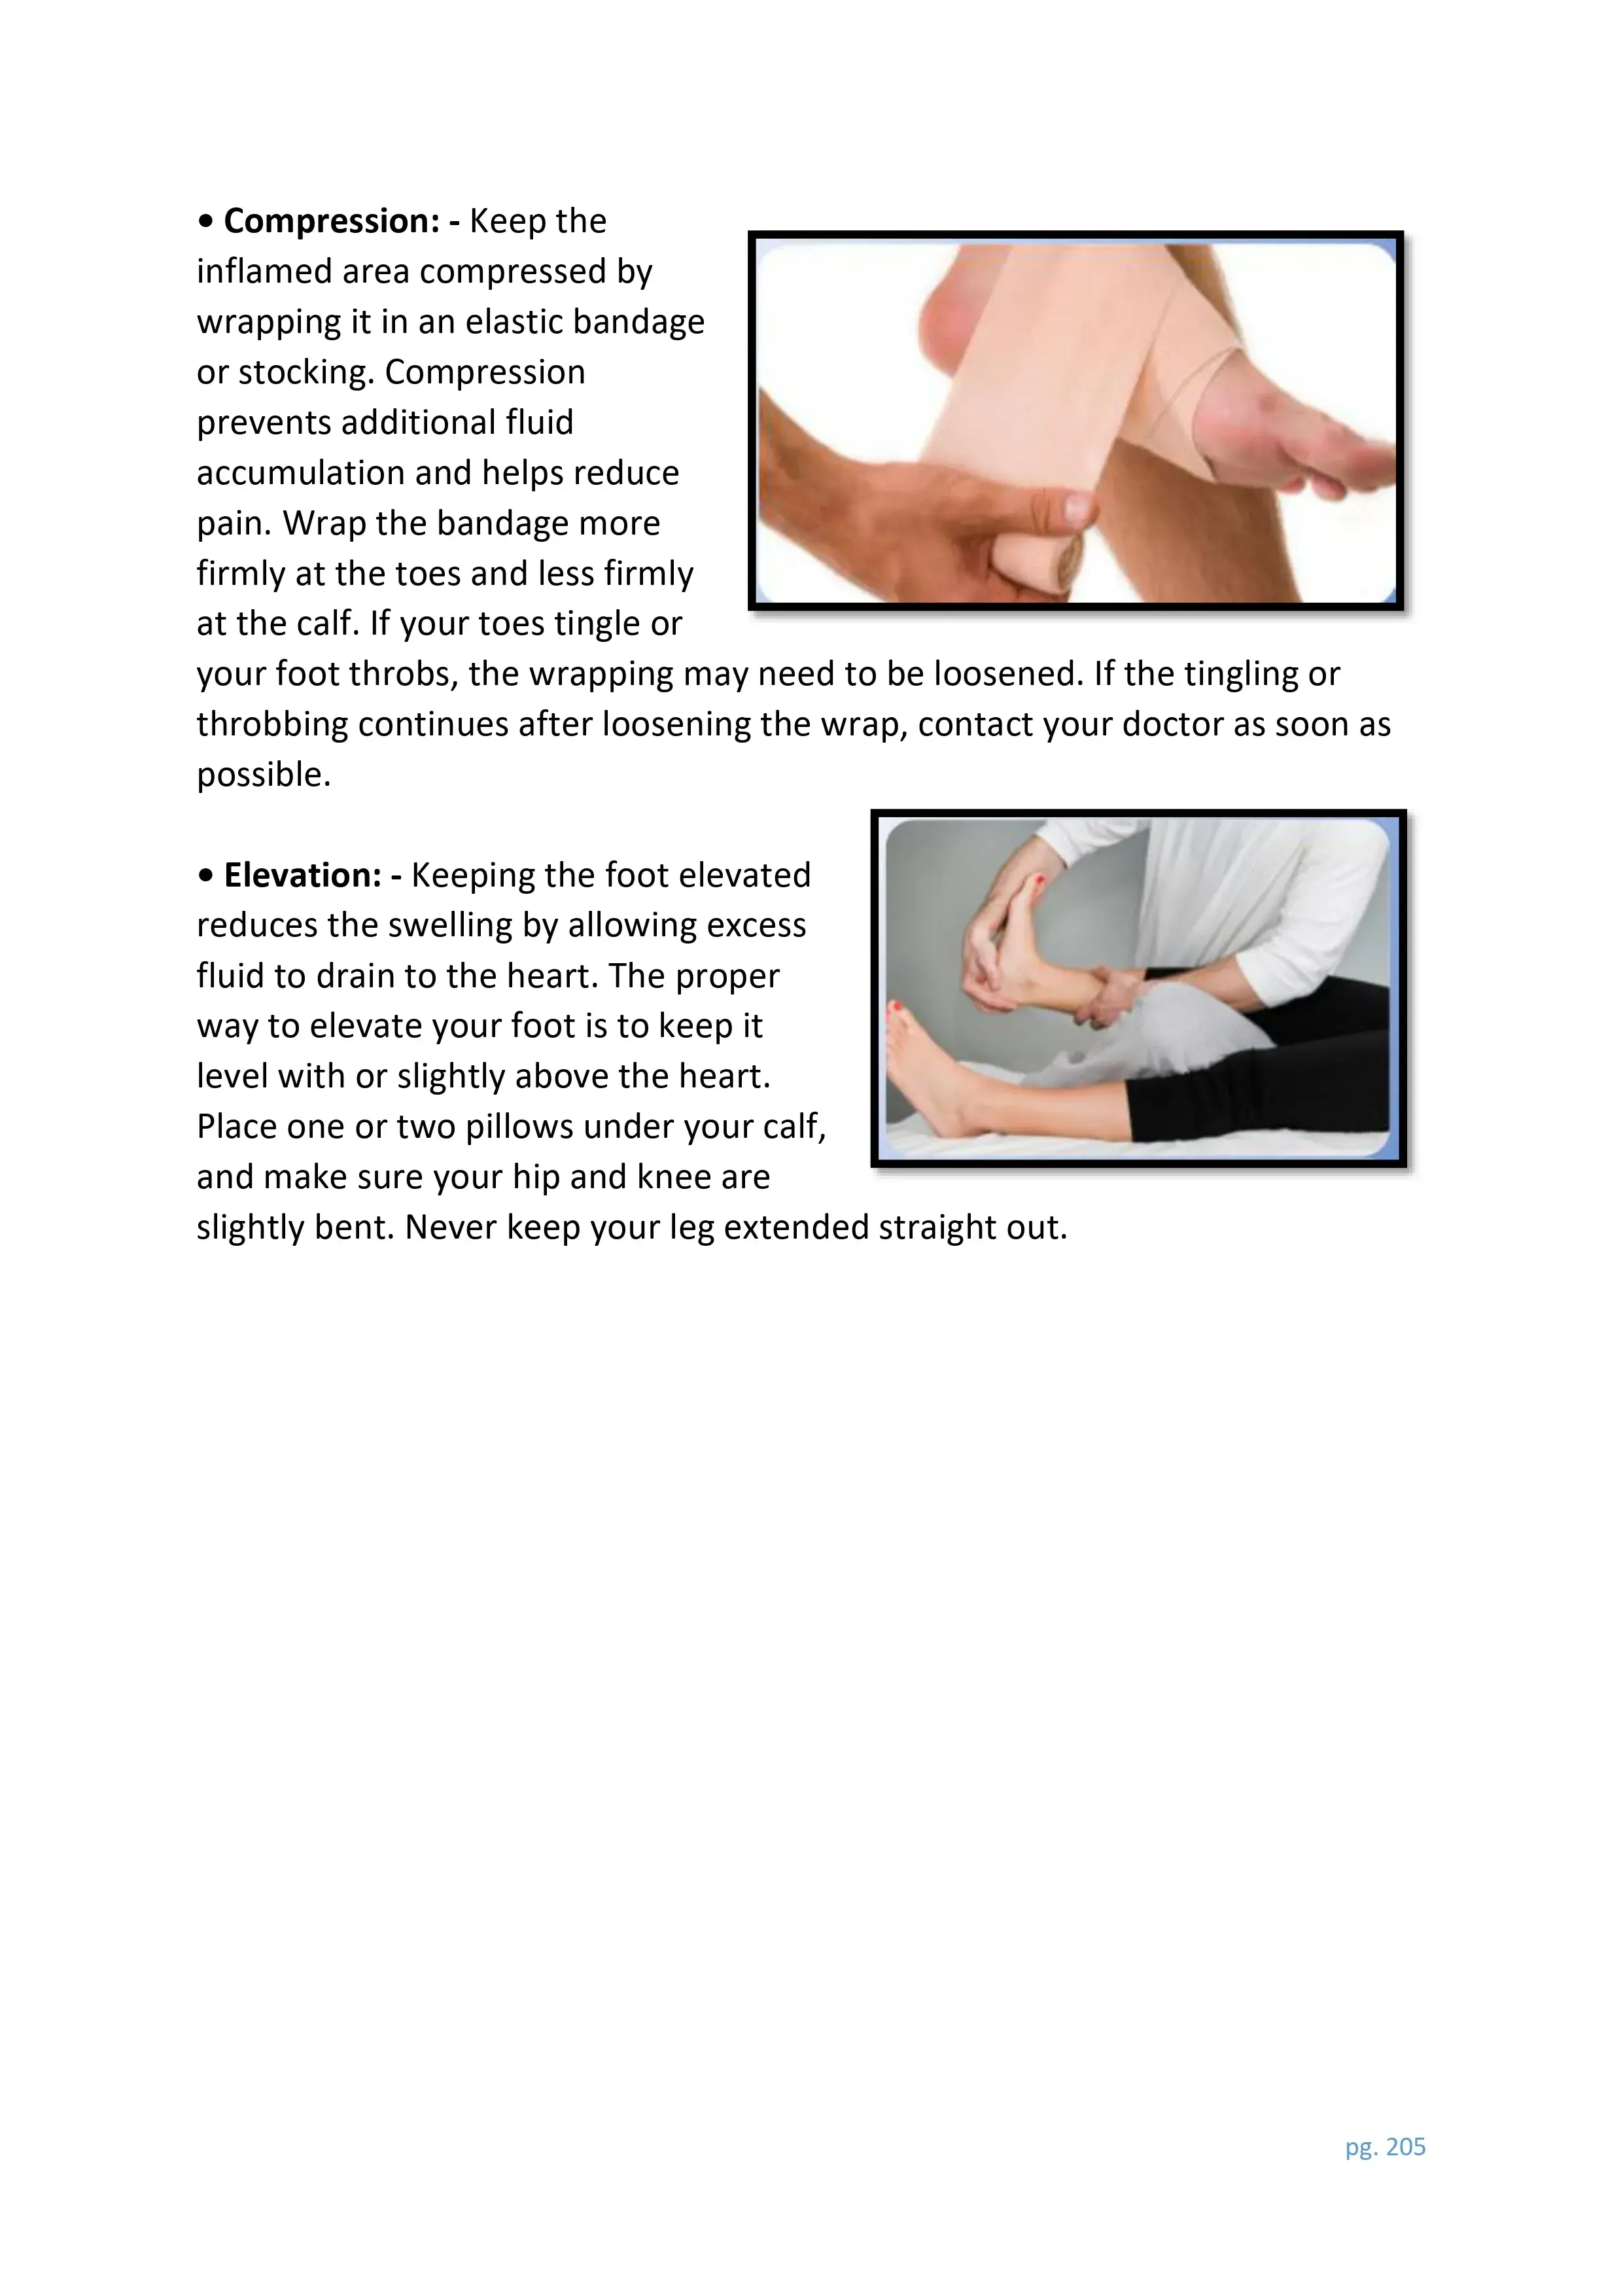 • Compression: - Keep the
inflamed area compressed by
wrapping it in an elastic bandage
or stocking. Compression
prevents additional fluid
accumulation and helps reduce
pain. Wrap the bandage more
firmly at the toes and less firmly
at the calf. If your toes tingle or
your foot throbs, the wrapping may need to be loosened. If the tingling or
throbbing continues after loosening the wrap, contact your doctor as soon as
possible.
• Elevation: - Keeping the foot elevated
reduces the swelling by allowing excess
fluid to drain to the heart. The proper
way to elevate your foot is to keep it
level with or slightly above the heart.
Place one or two pillows under your calf,
and make sure your hip and knee are
slightly bent. Never keep your leg extended straight out.
pg. 205